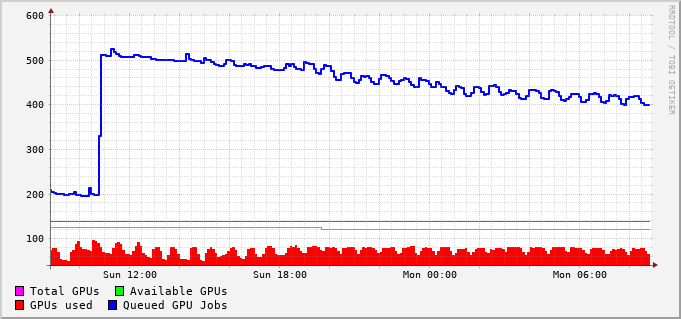 600
500
400
300
200
100
Sun 12:00 Sun 18:00 Mon 00:00 Mon 06:00
Total GPUs Available GPUs
GPUs used Queued GPU Jobs
RRDTOOL / TOBI OETIKER